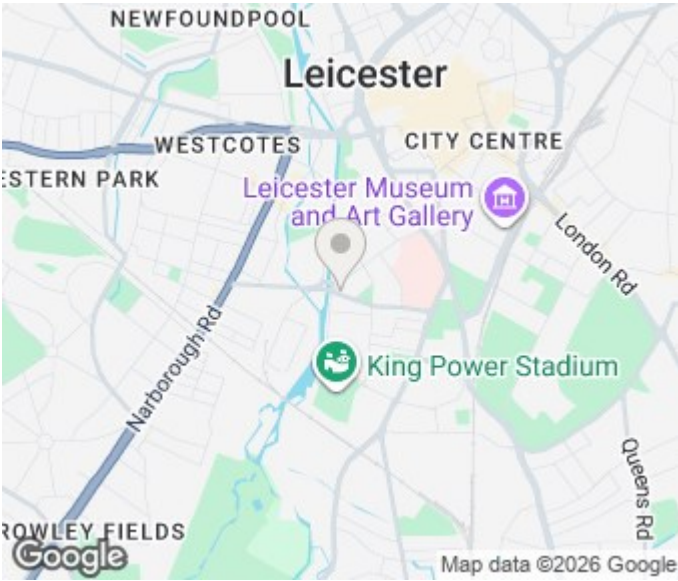 NEWFOUNDPOOL
Leicester
WESTCOTES
CITY CENTRE
ESTERN PARK
Leicester Museum
and Art Gallery
London Rd
Narborough Rd
King Power Stadium
Queens Rd
ROWLEY FIELDS
Google
Map data ©2026 Google